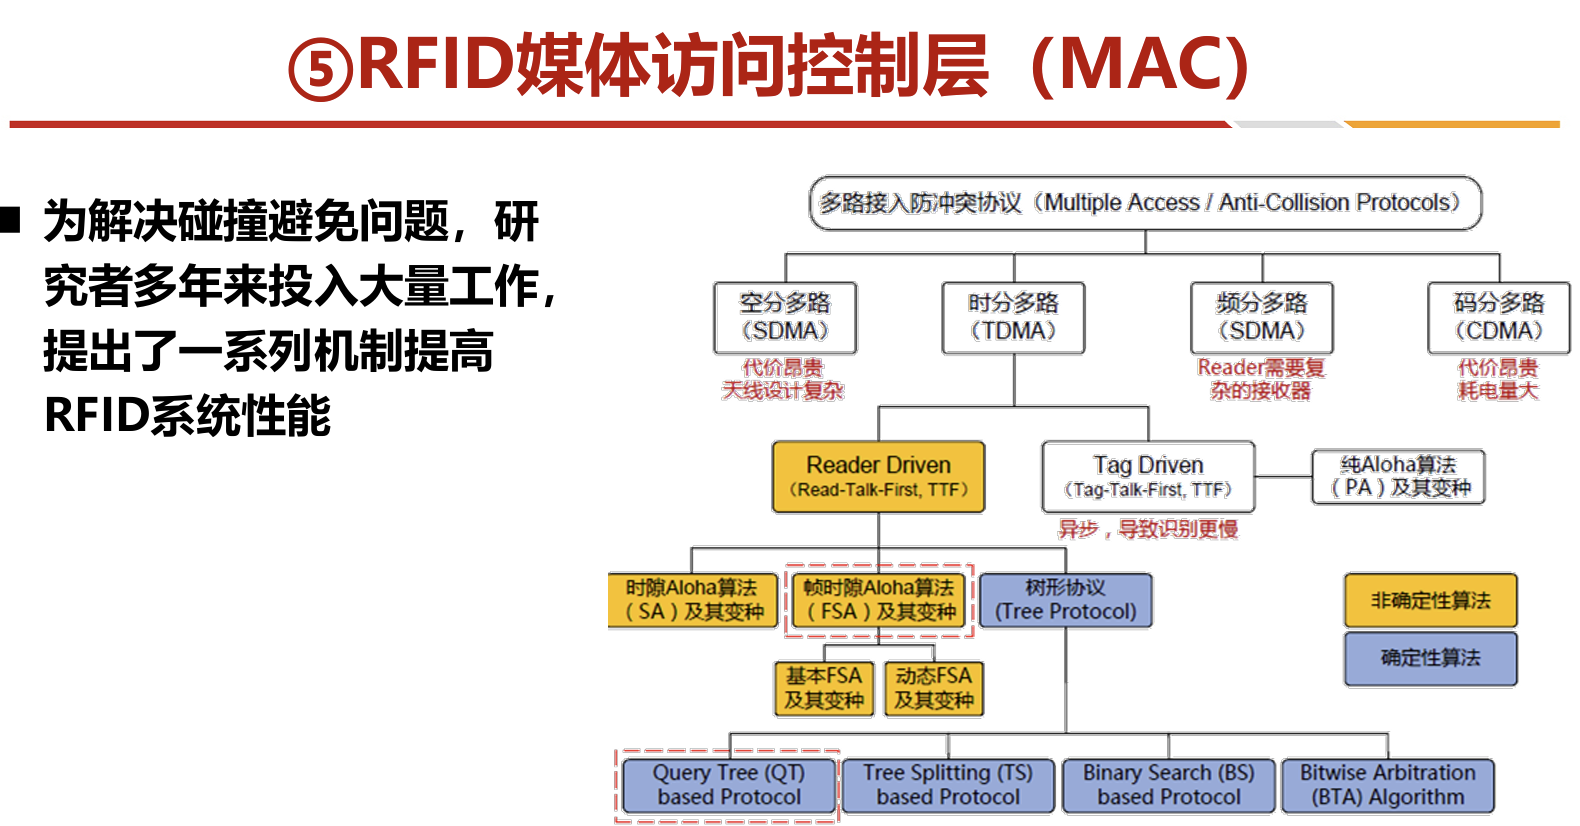 ⑤RFID媒体访问控制层（MAC）
为解决碰撞避免问题，研
究者多年来投入大量工作，
提出了一系列机制提高
RFID系统性能
多路接入防冲突协议（Multiple Access / Anti-Collision Protocols）
空分多路
（SDMA）
时分多路
（TDMA）
频分多路
（SDMA）
码分多路
（CDMA）
代价昂贵
天线设计复杂
Reader需要复
杂的接收器
代价昂贵
耗电量大
Reader Driven
（Read-Talk-First, TTF）
Tag Driven
（Tag-Talk-First, TTF）
纯Aloha算法
（PA）及其变种
异步，导致识别更慢
时隙Aloha算法
（SA）及其变种
帧时隙Aloha算法
（FSA）及其变种
树形协议
(Tree Protocol)
非确定性算法
确定性算法
基本FSA
及其变种
动态FSA
及其变种
Query Tree (QT)
based Protocol
Tree Splitting (TS)
based Protocol
Binary Search (BS)
based Protocol
Bitwise Arbitration
(BTA) Algorithm